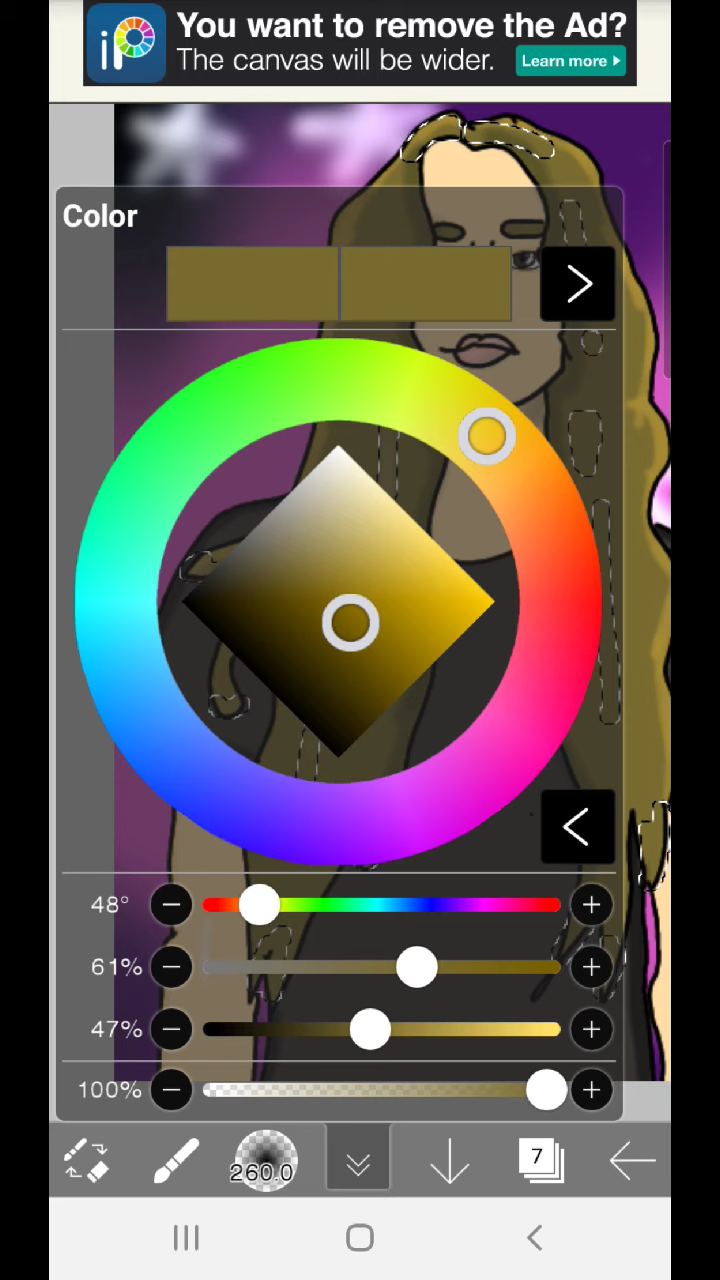 iP
You want to remove the Ad?
The canvas will be wider.
Learn more
Color
48°
61%
47%
100%
260.0
7